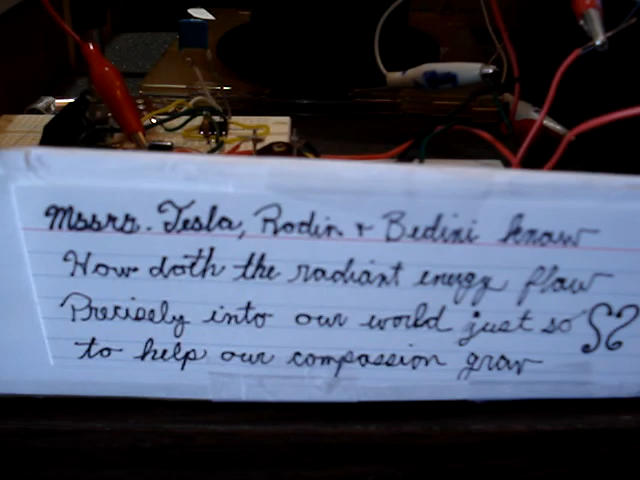 Mssrs. Tesla, Rodin + Bedini know
How doth the radiant energy flow
Precisely into our world just so
to help our compassion grow